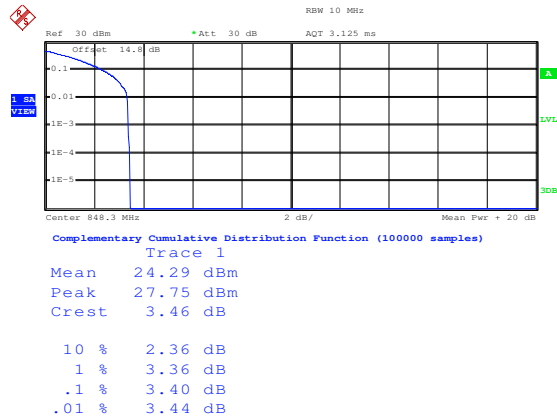 RBW 10 MHz
Ref 30 dBm * Att 30 dB AQT 3.125 ms
Offset 14.8 dB
0.1
A
0.01
1 SA
VIEW
1E-3
LVL
1E-4
1E-5
3DB
Center 848.3 MHz 2 dB/ Mean Pwr + 20 dB
Complementary Cumulative Distribution Function (100000 samples)
Trace 1
Mean 24.29 dBm
Peak 27.75 dBm
Crest 3.46 dB
10 % 2.36 dB
1 % 3.36 dB
.1 % 3.40 dB
.01 % 3.44 dB